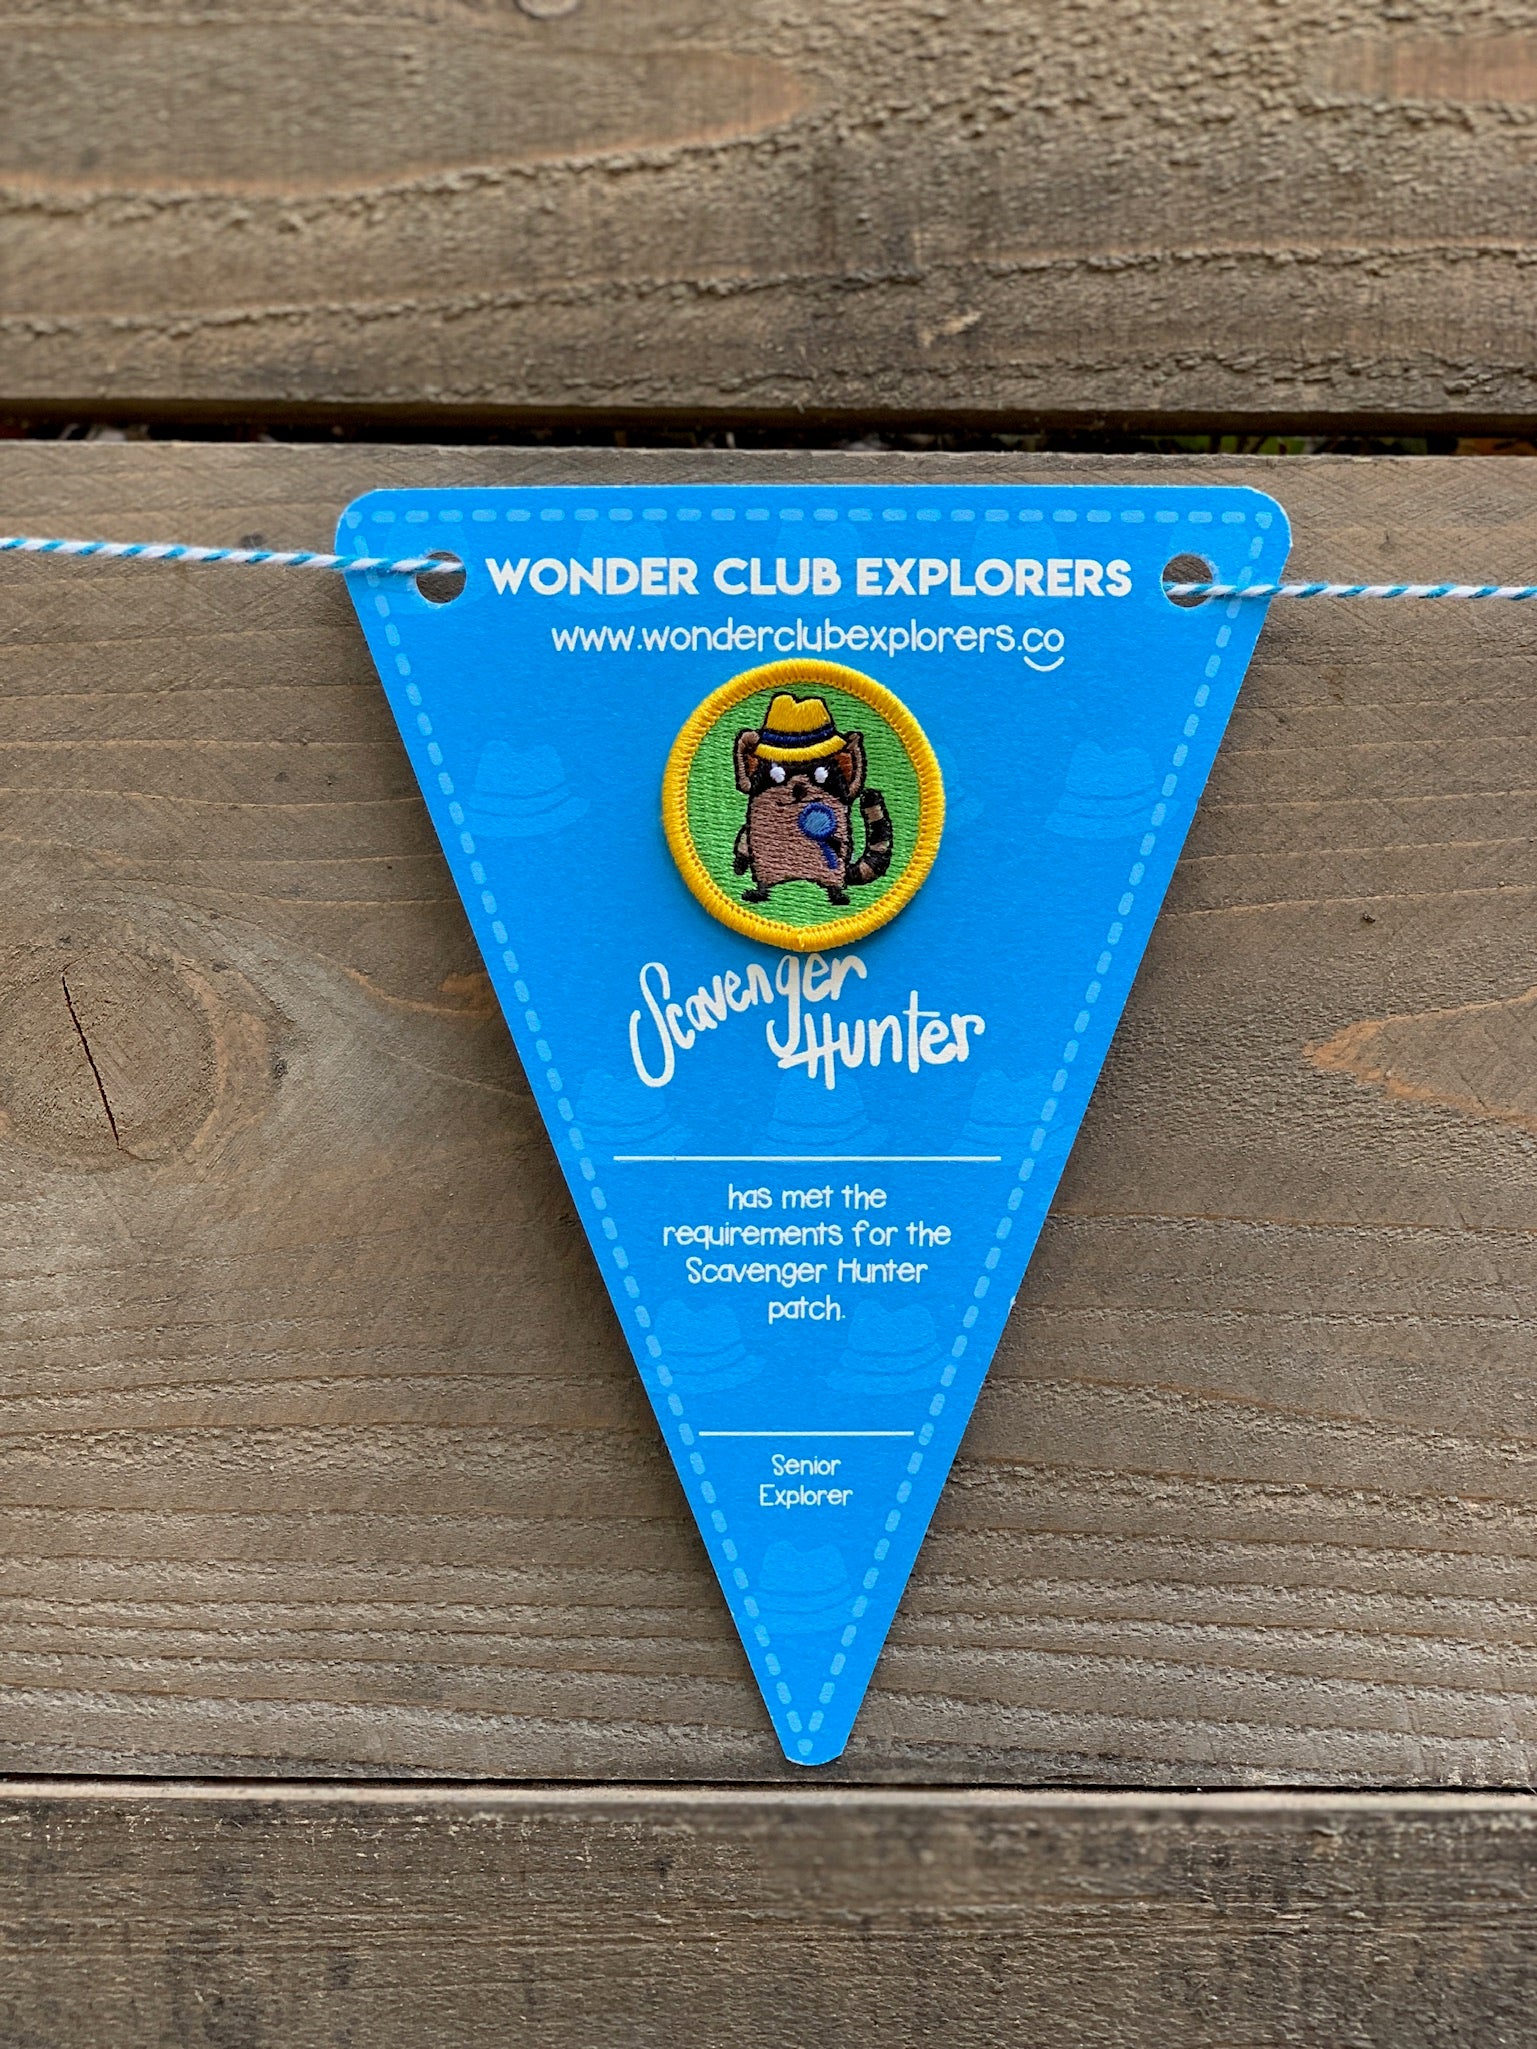 WONDER CLUB EXPLORERS
www.wonderclubexplorers.co
Scavenger
Hunter
has met the
requirements for the
Scavenger Hunter
patch.
Senior
Explorer